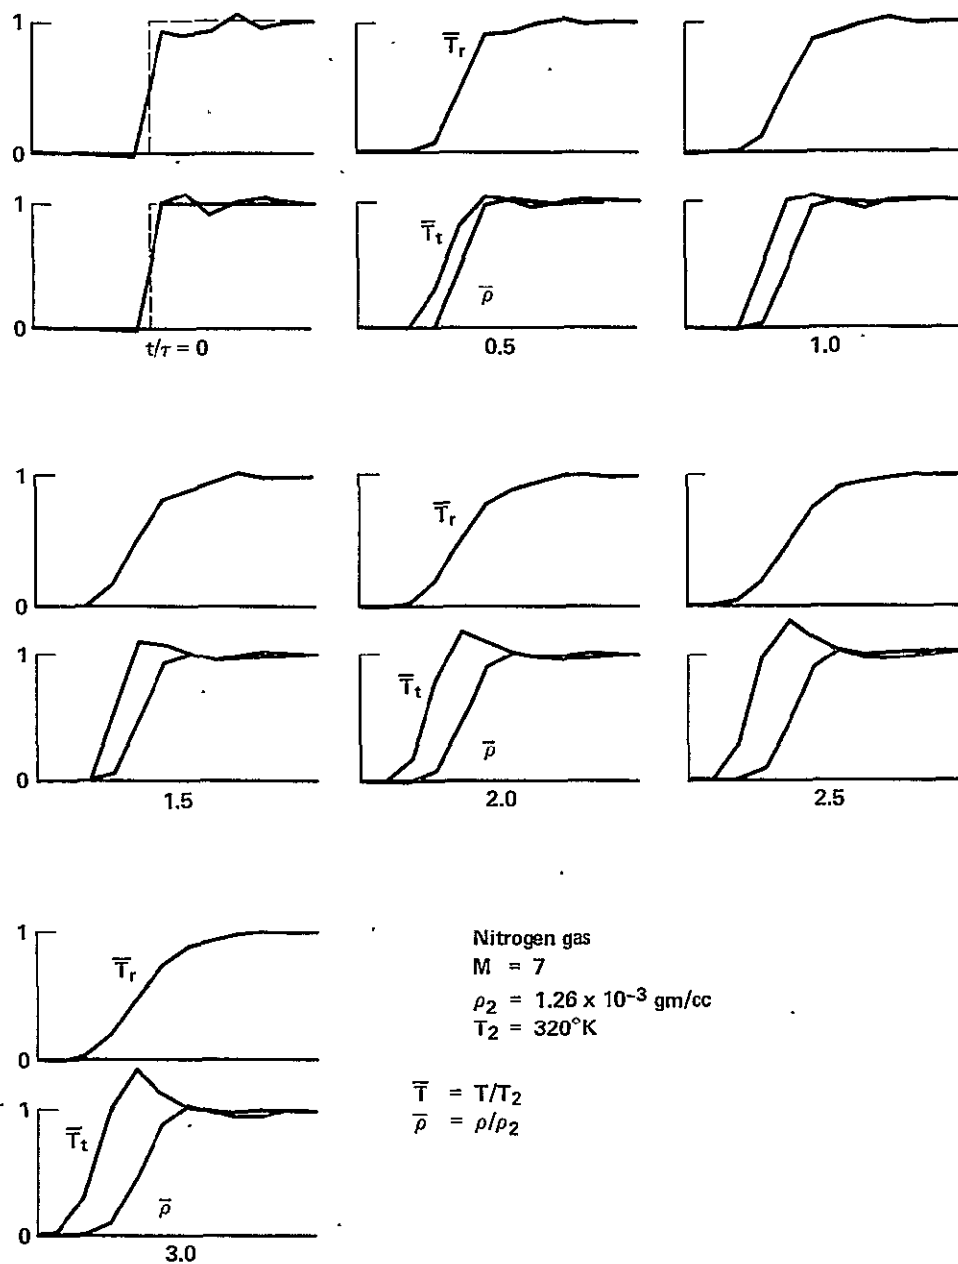 1
0
T̿r
1
0
t/τ = 0
T̿t
ρ̅
0.5
1.0
1
0
T̿r
1
0
1.5
T̿t
ρ̅
2.0
2.5
1
0
T̅r
1
0
T̿t
ρ̅
3.0
Nitrogen gas
M = 7
ρ2 = 1.26 x 10⁻³ gm/cc
T2 = 320°K
T̅ = T/T2
ρ̅ = ρ/ρ2